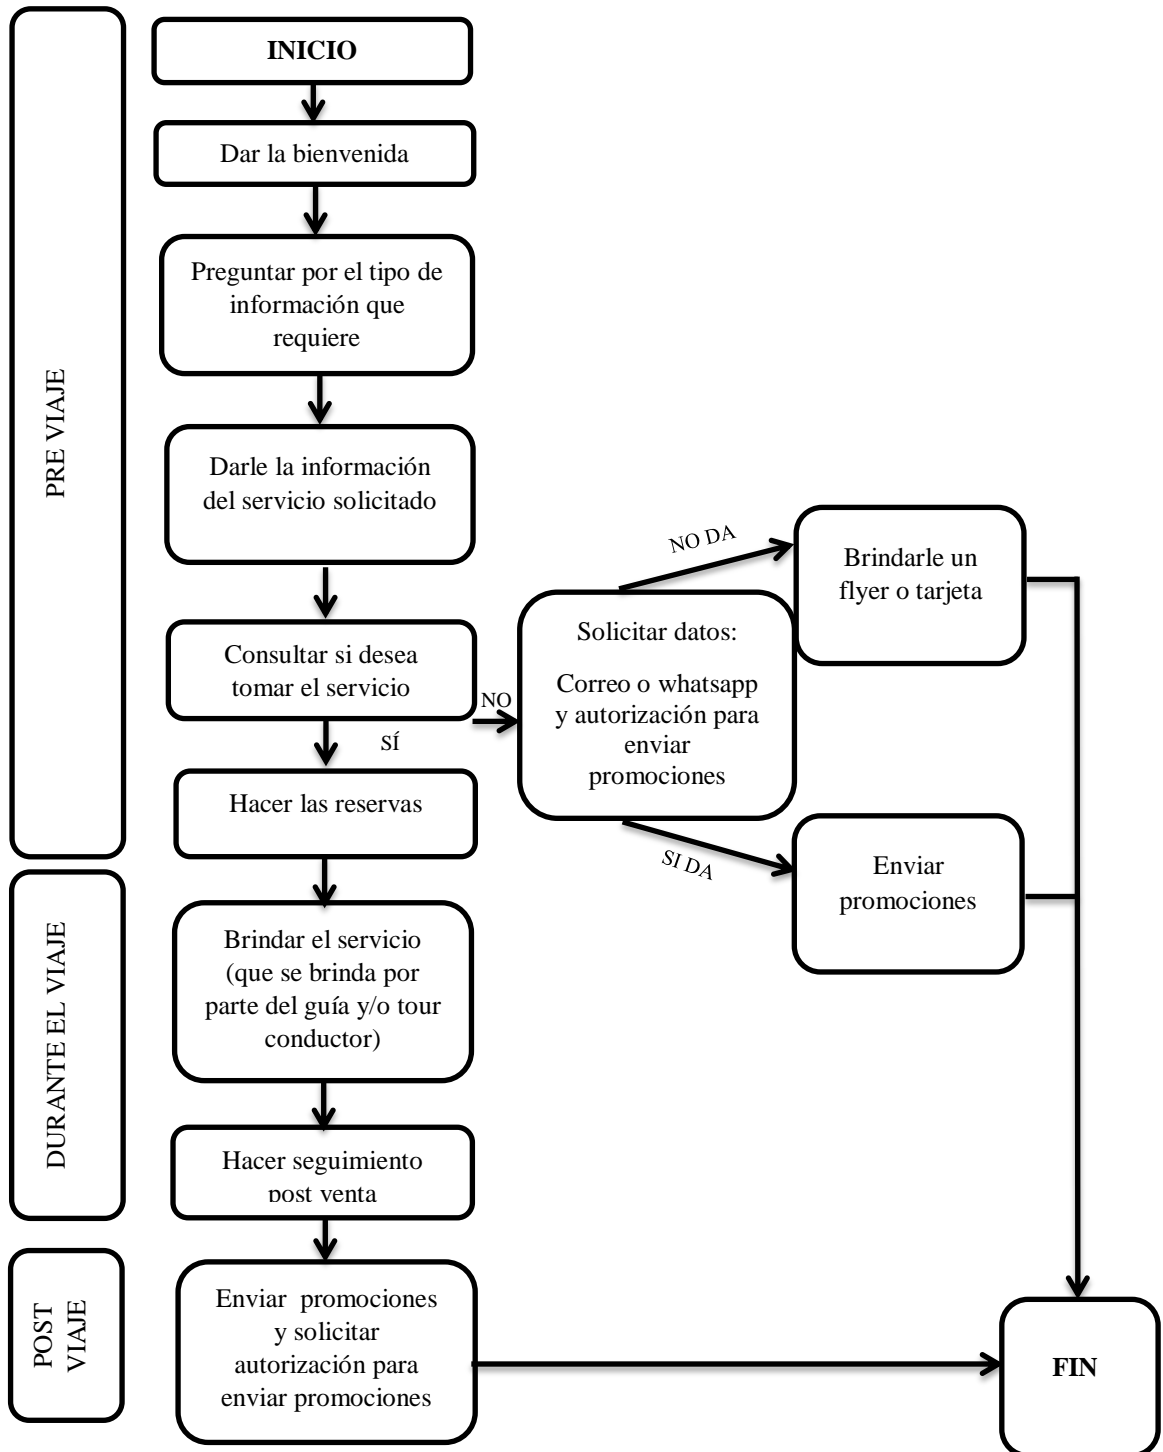 INICIO
Dar la bienvenida
Preguntar por el tipo de
información que
requiere
PRE VIAJE
Darle la información
del servicio solicitado
NO DA
Brindarle un
flyer o tarjeta
Consultar si desea
tomar el servicio
NO
SÍ
Solicitar datos:
Correo o whatsapp
y autorización para
enviar
promociones
Hacer las reservas
SI DA
Enviar
promociones
DURANTE EL VIAJE
Brindar el servicio
(que se brinda por
parte del guía y/o tour
conductor)
Hacer seguimiento
post venta
POST
VIAJE
Enviar promociones
y solicitar
autorización para
enviar promociones
FIN